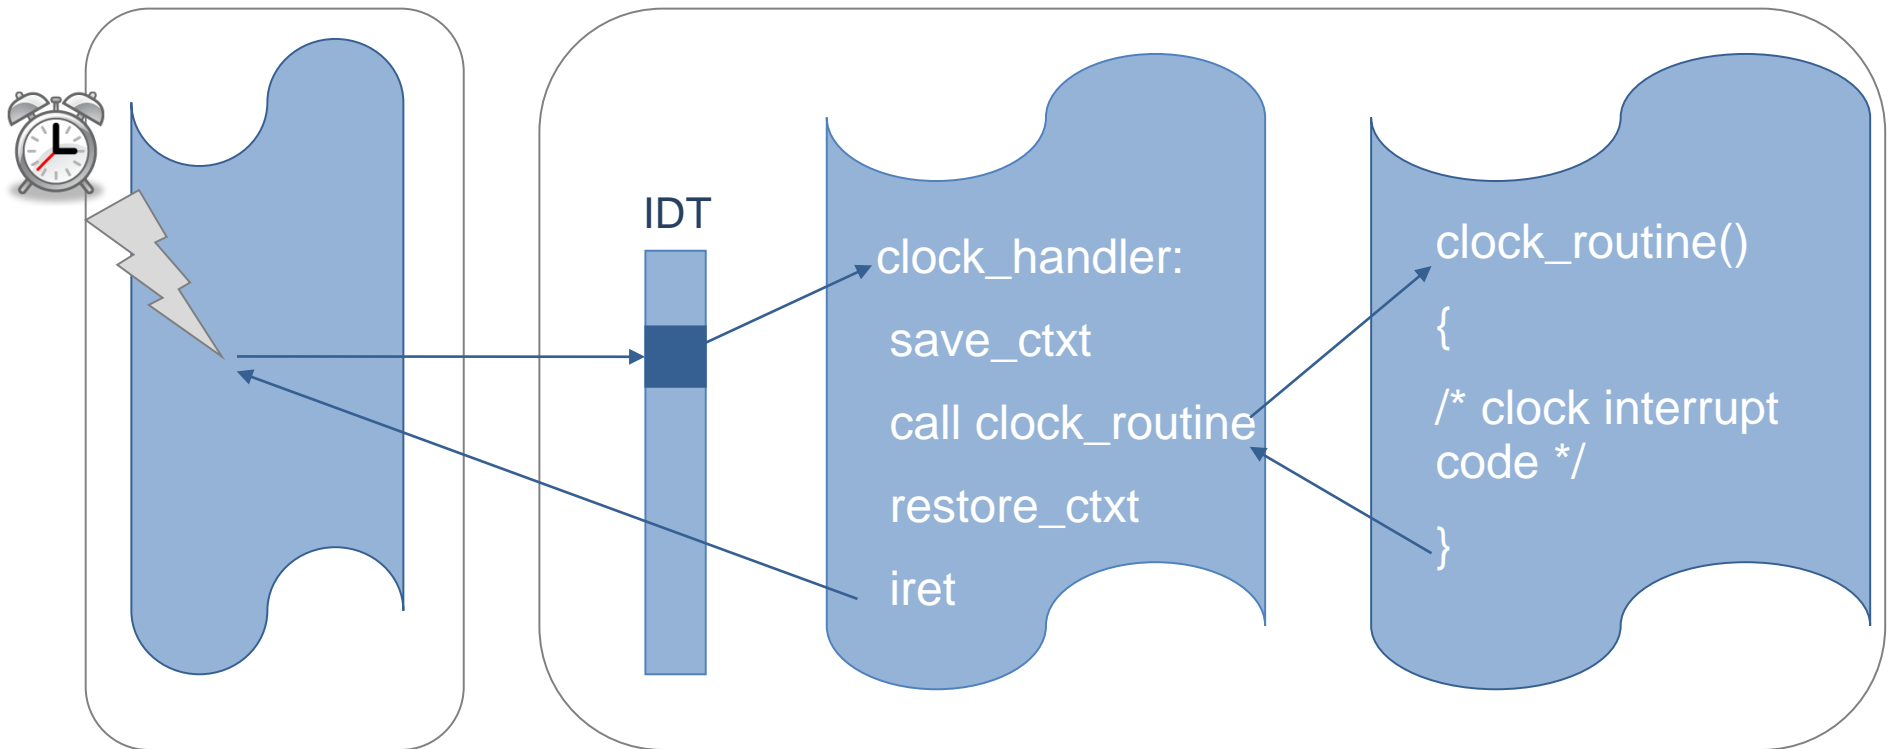 IDT
clock_handler:
save_ctxt
call clock_routine
restore_ctxt
iret
clock_routine()
{
/* clock interrupt
code */
}